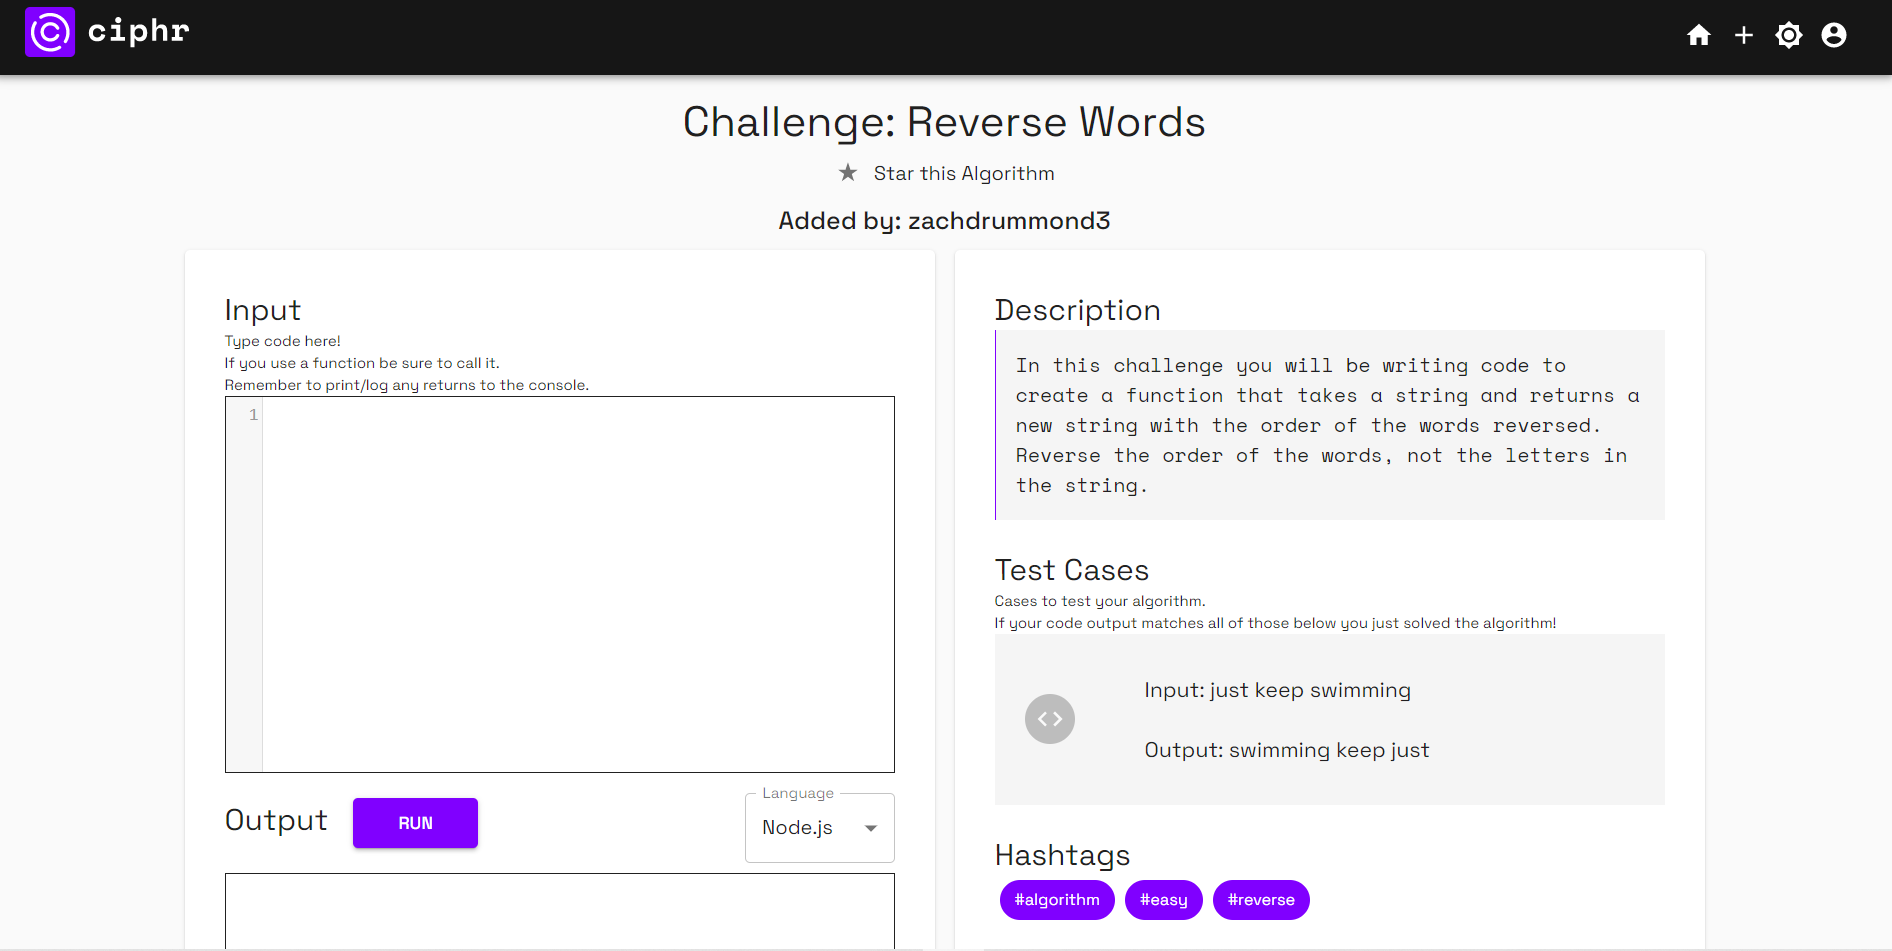 ciphr
Challenge: Reverse Words
Star this Algorithm
Added by: zachdrummond3
Input
Type code here!
If you use a function be sure to call it.
Remember to print/log any returns to the console.
1
Output
RUN
Language
Node.js
Description
In this challenge you will be writing code to
create a function that takes a string and returns a
new string with the order of the words reversed.
Reverse the order of the words, not the letters in
the string.
Test Cases
Cases to test your algorithm.
If your code output matches all of those below you just solved the algorithm!
Input: just keep swimming
Output: swimming keep just
Hashtags
#algorithm #easy #reverse